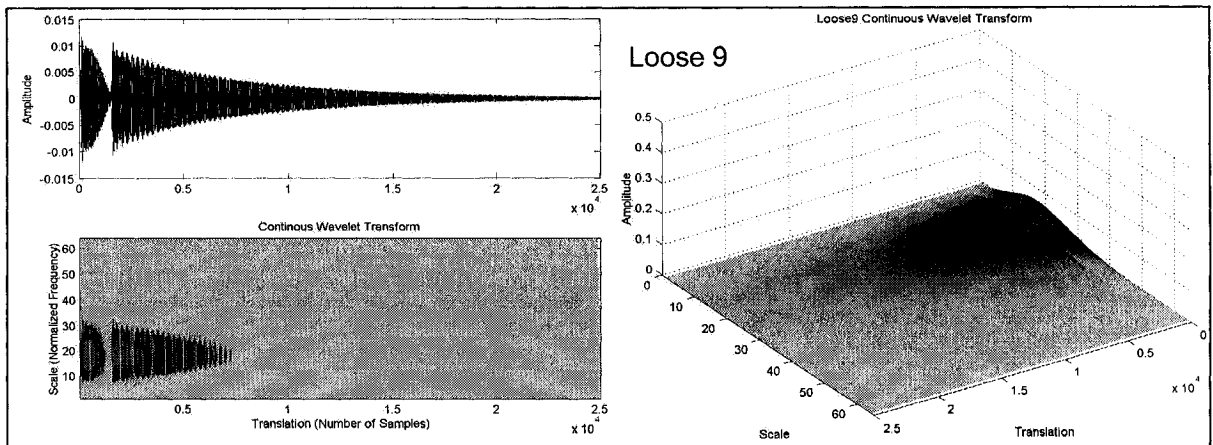 0.015
0.01
0.005
0
-0.005
-0.01
-0.015
Amplitude
0 0.5 1 1.5 2 2.5
x 10^4
Continous Wavelet Transform
60
50
40
30
20
10
Scale (Normalized Frequency)
0.5 1 1.5 2 2.5
Translation (Number of Samples)
x 10^4
Loose9 Continuous Wavelet Transform
Loose 9
0.5
0.4
0.3
0.2
0.1
0
Amplitude
0
10
20
30
40
50
60
Scale
0
0.5
1
1.5
2
2.5
x 10^4
Translation